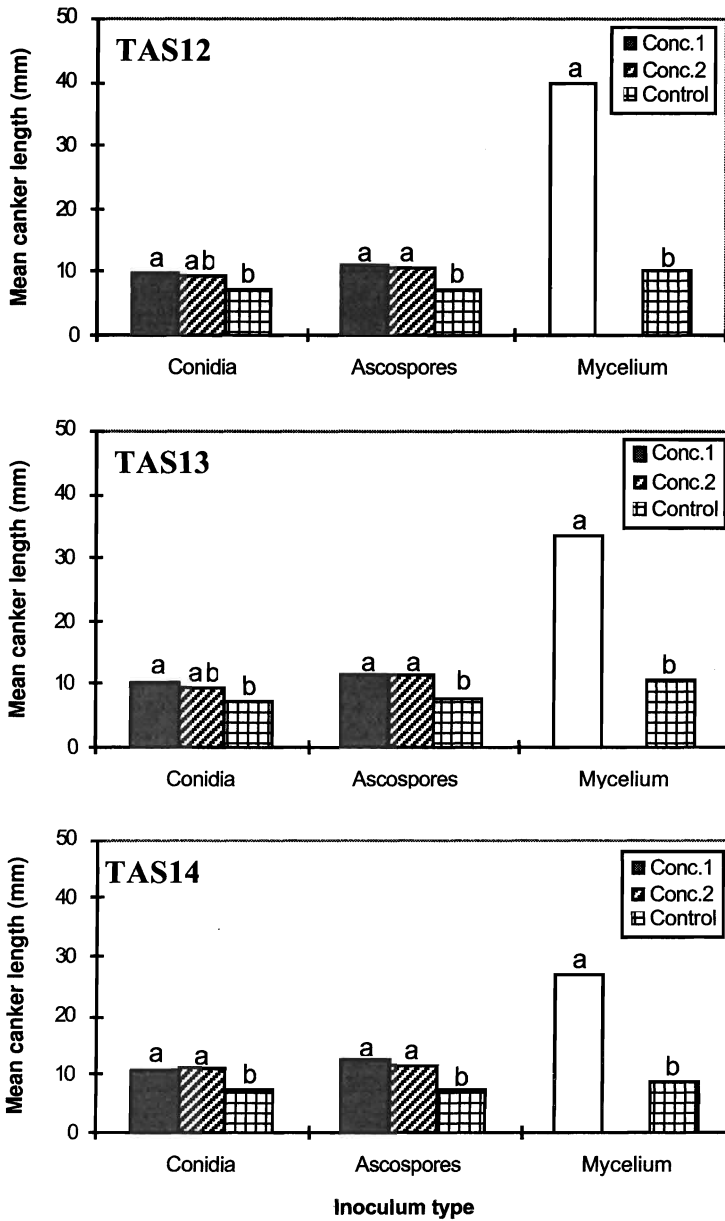 50
TAS12
Conc.1
Conc.2
Control
40
30
20
10
0
Mean canker length (mm)
a
ab
b
a
a
b
a
b
Conidia
Ascospores
Mycelium
50
TAS13
Conc.1
Conc.2
Control
40
30
20
10
0
Mean canker length (mm)
a
ab
b
a
a
b
a
b
Conidia
Ascospores
Mycelium
50
TAS14
Conc.1
Conc.2
Control
40
30
20
10
0
Mean canker length (mm)
a
a
b
a
a
b
a
b
Conidia
Ascospores
Mycelium
Inoculum type